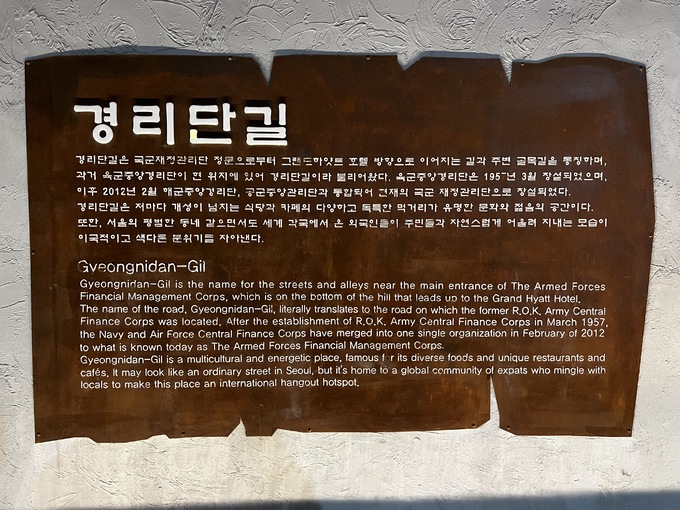 경리단길
경리단길은 국군재정관리단 정문으로부터 그랜드하얏트 호텔 방향으로 이어지는 길과 주변 골목길을 통칭하며,
과거 육군중앙경리단이 현 위치에 있어 경리단길이라 불리어왔다. 육군중앙경리단은 1957년 3월 창설되었으며,
이후 2012년 2월 해군중앙경리단, 공군중앙관리단과 통합되어 현재의 국군 재정관리단으로 창설되었다.
경리단길은 저마다 개성이 넘치는 식당과 카페의 다양하고 독특한 먹거리가 유명한 문화와 젊음의 공간이다.
또한, 서울의 평범한 동네 같으면서도 세계 각국에서 온 외국인들이 주민들과 자연스럽게 어울려 지내는 모습이
이국적이고 색다른 분위기를 자아낸다.
Gyeongnidan-Gil
Gyeongnidan-Gil is the name for the streets and alleys near the main entrance of The Armed Forces
Financial Management Corps, which is on the bottom of the hill that leads up to the Grand Hyatt Hotel.
The name of the road, Gyeongnidan-Gil, literally translates to the road on which the former R.O.K. Army Central
Finance Corps was located. After the establishment of R.O.K. Army Central Finance Corps in March 1957,
the Navy and Air Force Central Finance Corps have merged into one single organization in February of 2012
to what is known today as The Armed Forces Financial Management Corps.
Gyeongnidan-Gil is a multicultural and energetic place, famous for its diverse foods and unique restaurants and
cafés. It may look like an ordinary street in Seoul, but it's home to a global community of expats who mingle with
locals to make this place an international hangout hotspot.